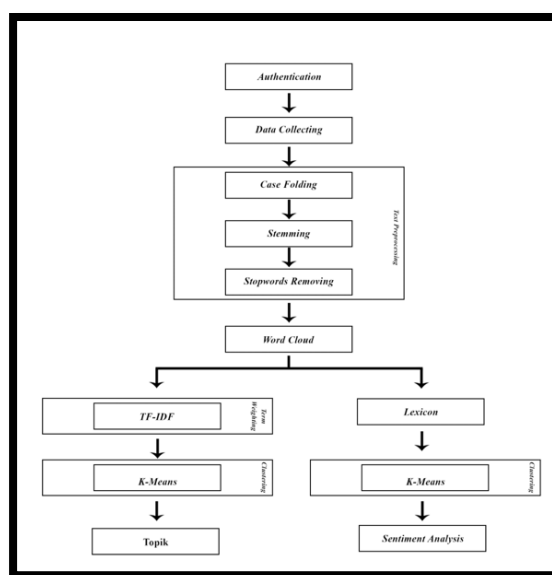 Authentication
Data Collecting
Case Folding
Text Preprocessing
Stemming
Stopwords Removing
Word Cloud
TF-IDF
Term
Weighting
Lexicon
K-Means
Clustering
K-Means
Clustering
Topik
Sentiment Analysis